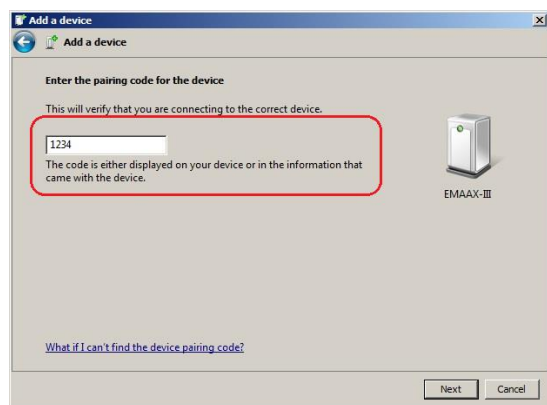 Add a device
Add a device
Enter the pairing code for the device
This will verify that you are connecting to the correct device.
1234
The code is either displayed on your device or in the information that
came with the device.
EMAAX-III
What if I can't find the device pairing code?
Next Cancel